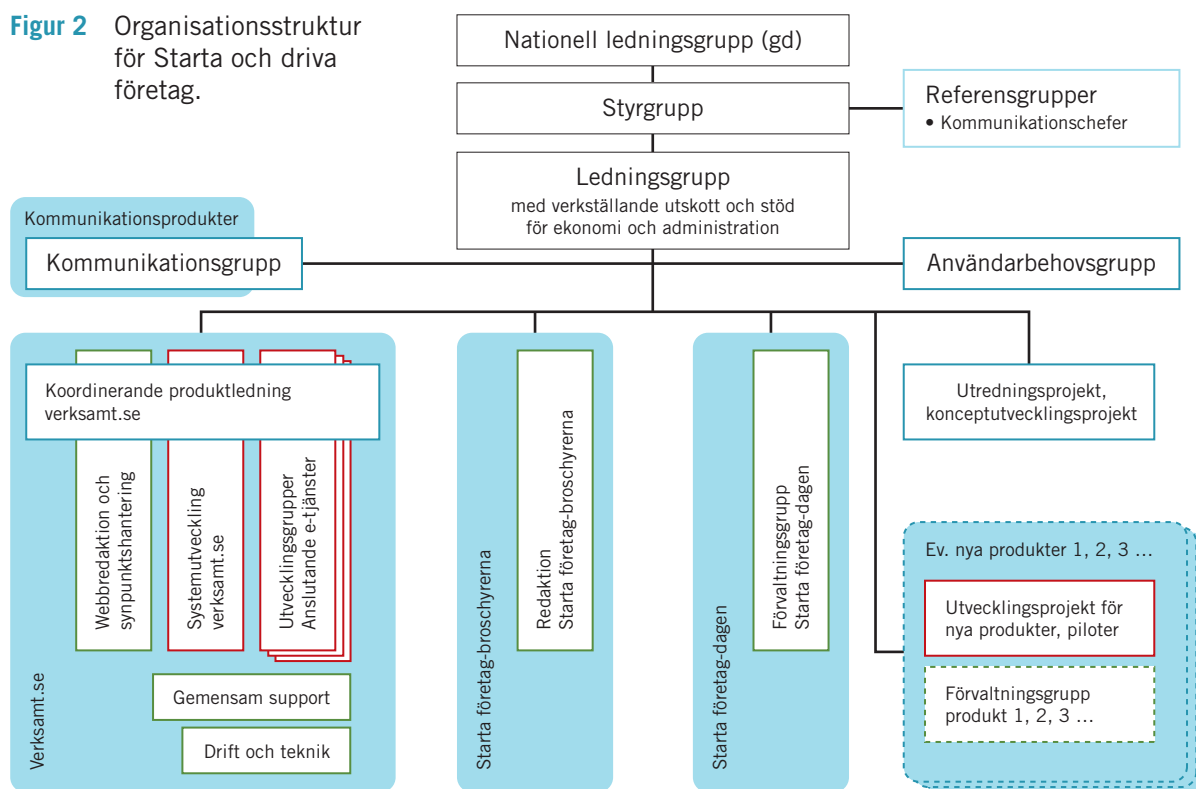 Figur 2 Organisationsstruktur
för Starta och driva
företag.
Nationell ledningsgrupp (gd)
Styrgrupp
Referensgrupper
• Kommunikationschefer
Ledningsgrupp
med verkställande utskott och stöd
för ekonomi och administration
Kommunikationsprodukter
Kommunikationsgrupp
Användarbehovsgrupp
Koordinerande produktledning
verksamt.se
Webbredaktion och
synpunktshantering
Systemutveckling
verksamt.se
Utvecklingsgrupper
Anslutande e-tjänster
Gemensam support
Drift och teknik
Verksamt.se
Redaktion
Starta företag-broschyrerna
Starta företag-broschyrerna
Förvaltningsgrupp
Starta företag-dagen
Starta företag-dagen
Utredningsprojekt,
konceptutvecklingsprojekt
Ev. nya produkter 1, 2, 3 ...
Utvecklingsprojekt för
nya produkter, piloter
Förvaltningsgrupp
produkt 1, 2, 3 ...